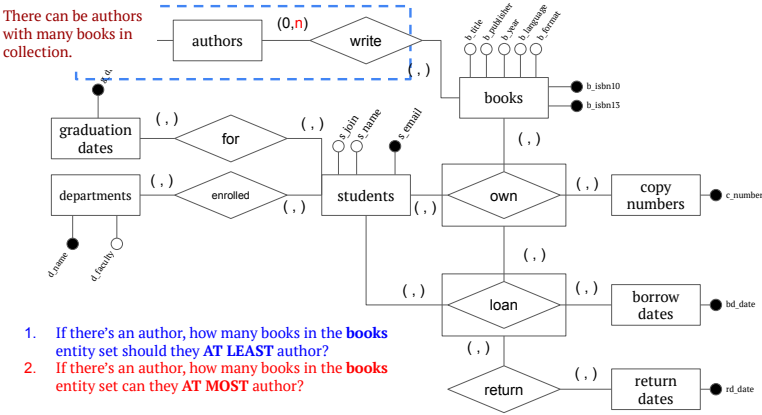 There can be authors
with many books in
collection.
authors
(0,n)
write
b_title
b_publisher
b_year
b_language
b_format
( , )
books
b_isbn10
b_isbn13
graduation
dates
( , )
for
( , )
s_join
s_name
s_email
( , )
departments
( , )
enrolled
( , )
students
( , )
own
( , )
copy
numbers
c_number
d_name
d_faculty
( , )
( , )
loan
( , )
borrow
dates
bd_date
( , )
return
( , )
return
dates
rd_date
1. If there's an author, how many books in the books
entity set should they AT LEAST author?
2. If there's an author, how many books in the books
entity set can they AT MOST author?